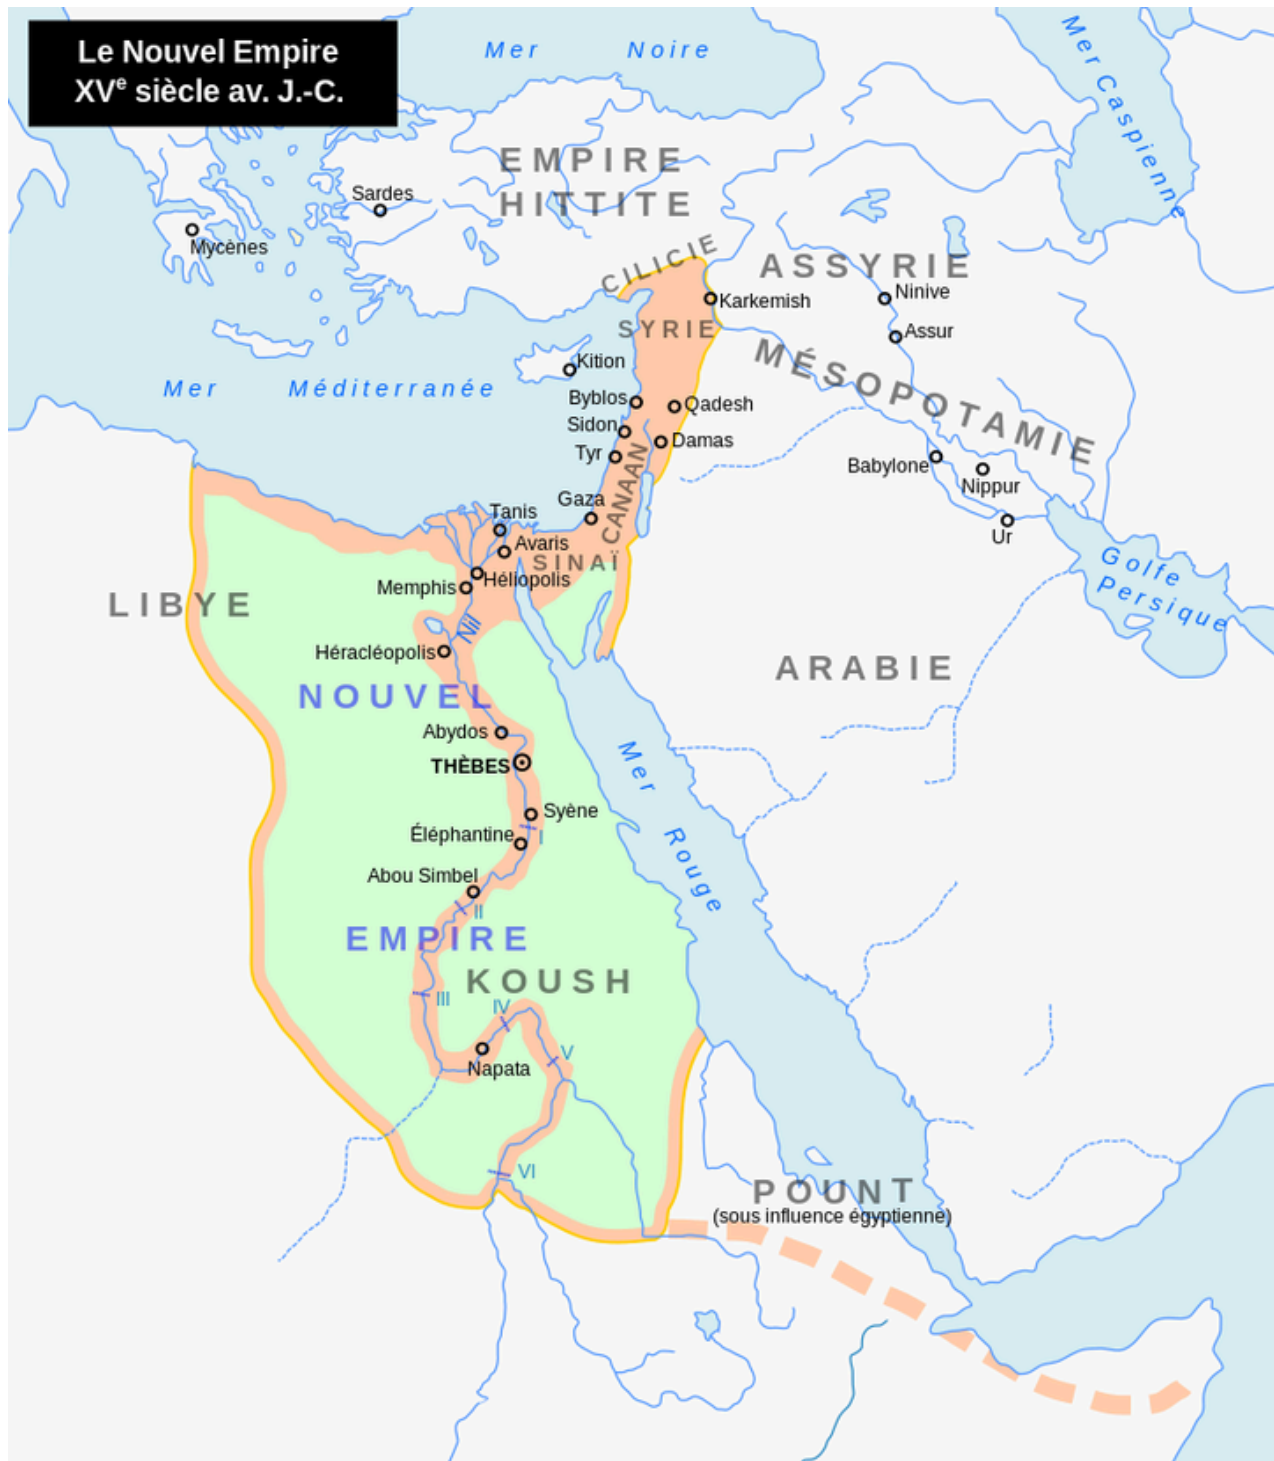 Le Nouvel Empire
XVe siècle av. J.-C.
Mer Noire
Mer Caspienne
EMPIRE
HITTITE
Sardes
Mycènes
CILICIE
ASSYRIE
Ninive
Karkemish
SYRIE
Assur
MÉSOPOTAMIE
Kition
Mer Méditerranée
Byblos
Qadesh
Sidon
Damas
Tyr
CANAAN
Babylone
Nippur
Gaza
Tanis
Ur
Avaris
SINAÏ
Héliopolis
Memphis
Golfe
Persique
LIBYE
Nil
Héracléopolis
ARABIE
NOUVEL
Abydos
THÈBES
Mer Rouge
Syène
I
Éléphantine
Abou Simbel
II
EMPIRE
KOUSH
III
IV
V
Napata
VI
POUNT
(sous influence égyptienne)